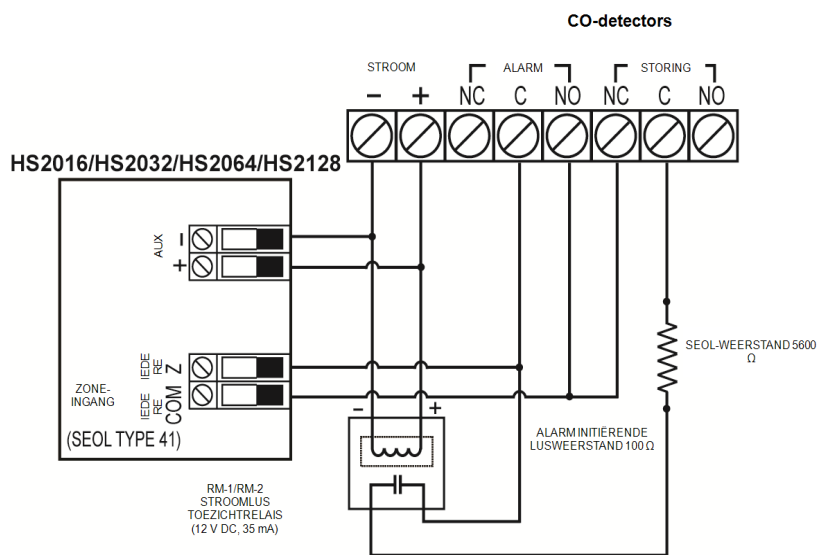 CO-detectors
STROOM
ALARM
STORING
− + NC C NO NC C NO
HS2016/HS2032/HS2064/HS2128
AUX
−
+
IEDE
RE
Z
IEDE
RE
COM
ZONE-
INGANG
(SEOL TYPE 41)
− +
SEOL-WEERSTAND 5600
Ω
ALARM INITIËRENDE
LUSWEERSTAND 100 Ω
RM-1/RM-2
STROOMLUS
TOEZICHTRELAIS
(12 V DC, 35 mA)